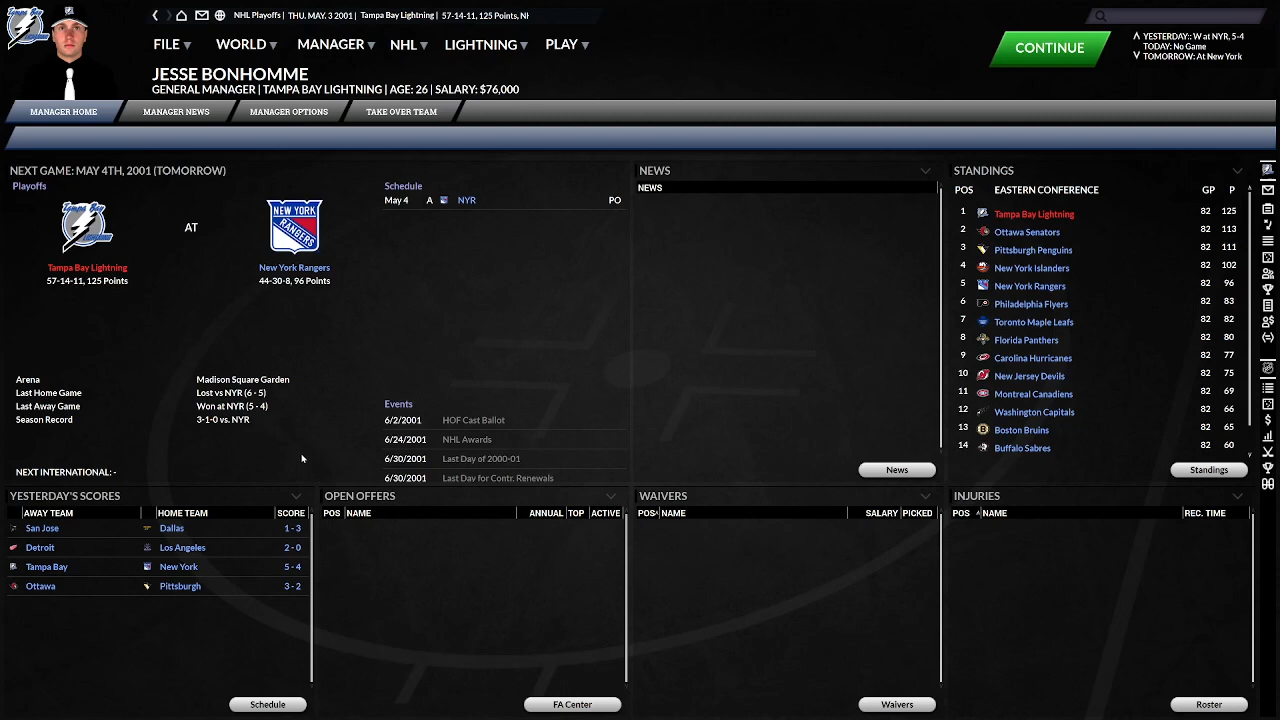 NHL Playoffs | THU. MAY. 3 2001 | Tampa Bay Lightning | 57-14-11, 125 Points, NH
FILE WORLD MANAGER NHL LIGHTNING PLAY
CONTINUE
YESTERDAY: W at NYR, 5-4
TODAY: No Game
TOMORROW: At New York
JESSE BONHOMME
GENERAL MANAGER | TAMPA BAY LIGHTNING | AGE: 26 | SALARY: $76,000
MANAGER HOME MANAGER NEWS MANAGER OPTIONS TAKE OVER TEAM
NEXT GAME: MAY 4TH, 2001 (TOMORROW)
Playoffs
Tampa Bay
NEW YORK RANGERS
AT
Tampa Bay Lightning New York Rangers
57-14-11, 125 Points 44-30-8, 96 Points
Arena Madison Square Garden
Last Home Game Lost vs NYR (6 - 5)
Last Away Game Won at NYR (5 - 4)
Season Record 3-1-0 vs. NYR
NEXT INTERNATIONAL: -
Schedule
May 4 A NYR PO
Events
6/2/2001 HOF Cast Ballot
6/24/2001 NHL Awards
6/30/2001 Last Day of 2000-01
6/30/2001 Last Day for Contr. Renewals
NEWS
NEWS
News
STANDINGS
POS EASTERN CONFERENCE GP P
1 Tampa Bay Lightning 82 125
2 Ottawa Senators 82 113
3 Pittsburgh Penguins 82 111
4 New York Islanders 82 102
5 New York Rangers 82 96
6 Philadelphia Flyers 82 83
7 Toronto Maple Leafs 82 82
8 Florida Panthers 82 80
9 Carolina Hurricanes 82 77
10 New Jersey Devils 82 75
11 Montreal Canadiens 82 69
12 Washington Capitals 82 66
13 Boston Bruins 82 65
14 Buffalo Sabres 82 60
Standings
YESTERDAY'S SCORES
AWAY TEAM HOME TEAM SCORE
San Jose Dallas 1 - 3
Detroit Los Angeles 2 - 0
Tampa Bay New York 5 - 4
Ottawa Pittsburgh 3 - 2
Schedule
OPEN OFFERS
POS NAME ANNUAL TOP ACTIVE
FA Center
WAIVERS
POS NAME SALARY PICKED
Waivers
INJURIES
POS NAME REC. TIME
Roster